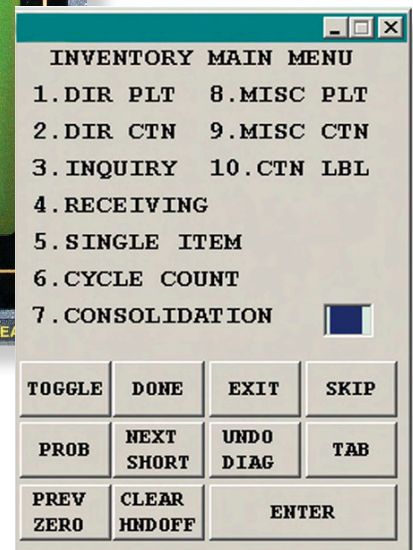 INVENTORY MAIN MENU
1.DIR PLT 8.MISC PLT
2.DIR CTN 9.MISC CTN
3.INQUIRY 10.CTN LBL
4.RECEIVING
5.SINGLE ITEM
6.CYCLE COUNT
7.CONSOLIDATION
TOGGLE DONE EXIT SKIP
PROB NEXT SHORT UNDO DIAG TAB
PREV ZERO CLEAR HNDOFF ENTER